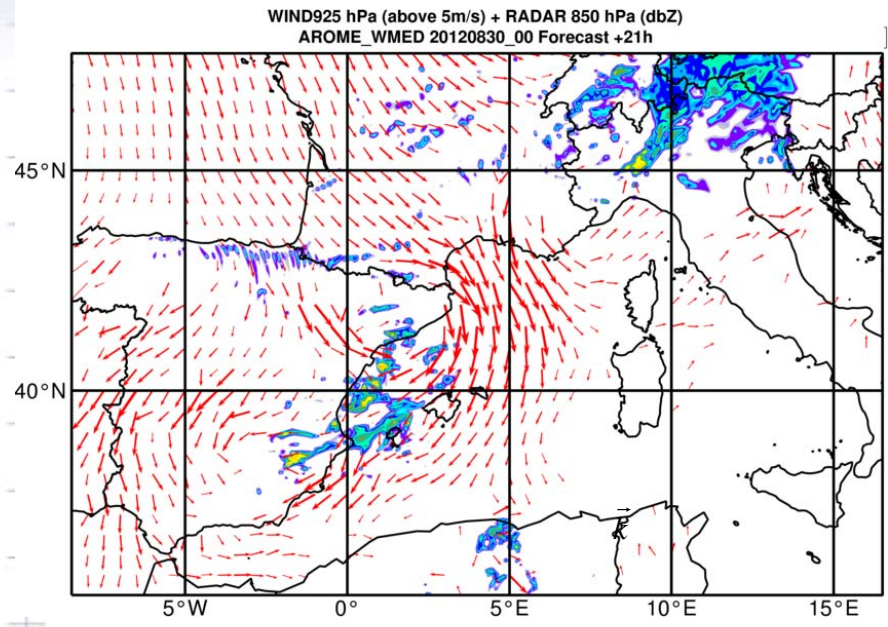 WIND925 hPa (above 5m/s) + RADAR 850 hPa (dbZ)
AROME_WMED 20120830_00 Forecast +21h
45°N
40°N
5°W
0°
5°E
10°E
15°E